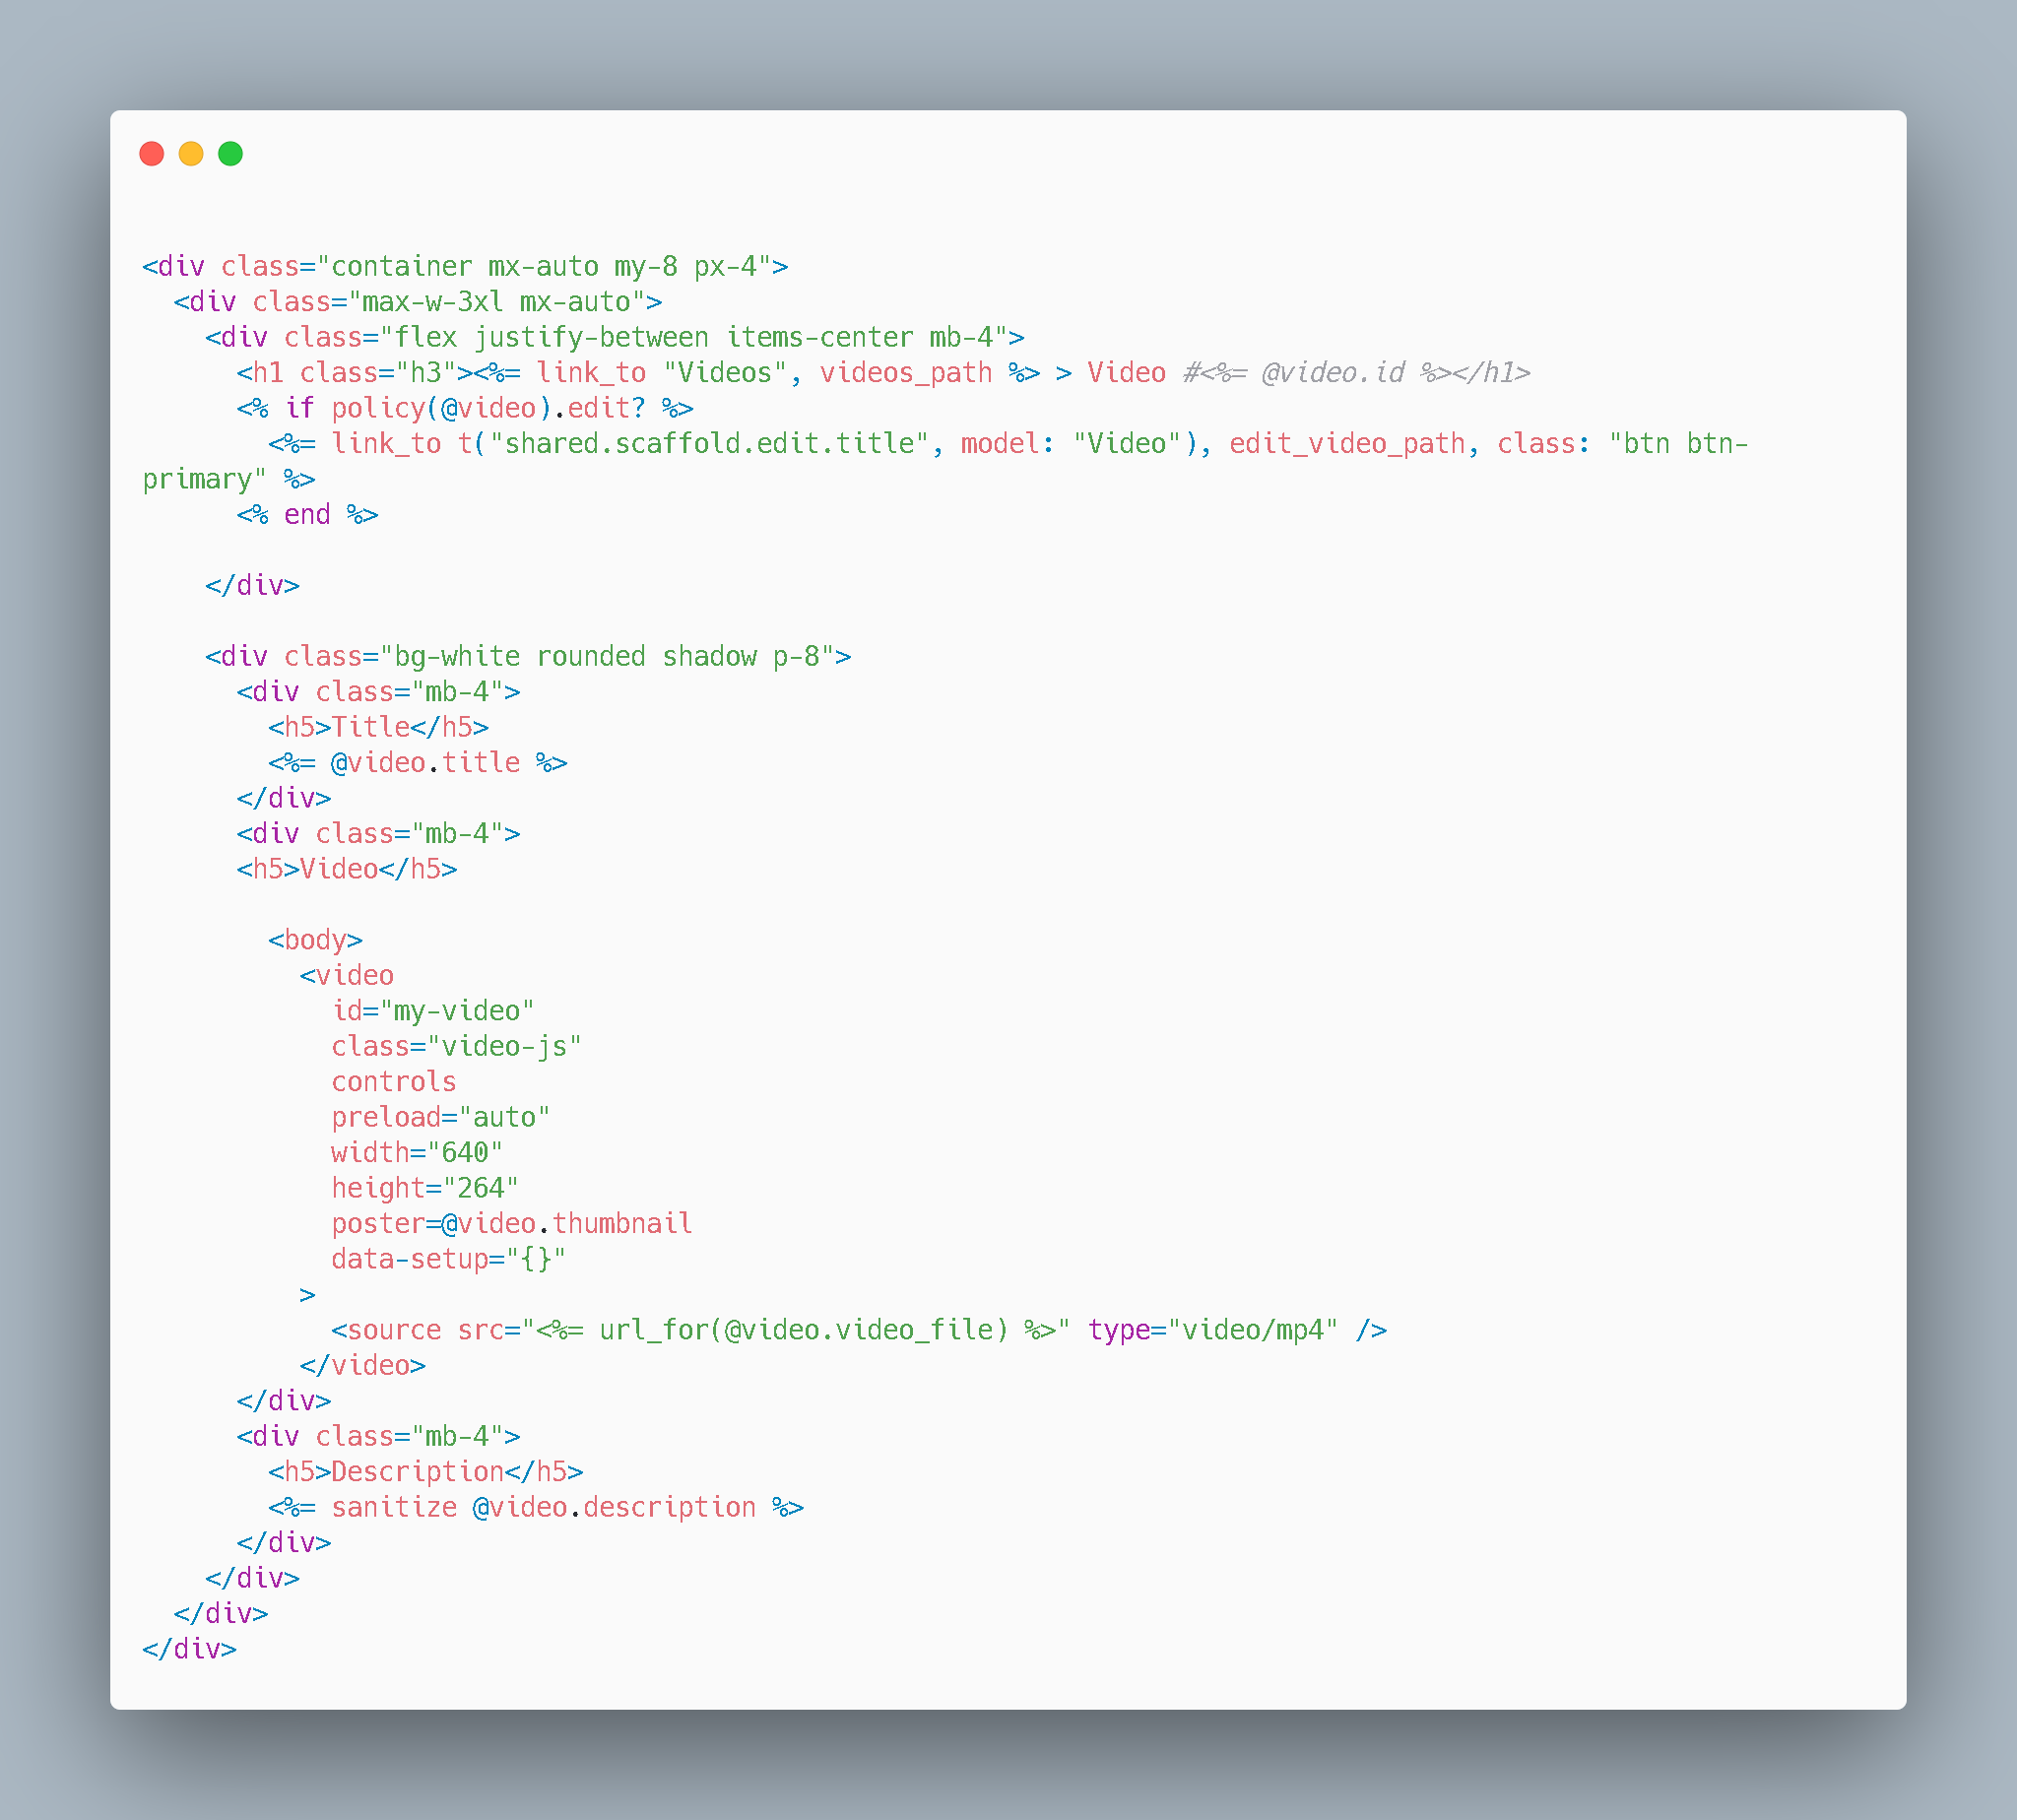 <div class="container mx-auto my-8 px-4">
  <div class="max-w-3xl mx-auto">
    <div class="flex justify-between items-center mb-4">
      <h1 class="h3"><%= link_to "Videos", videos_path %> > Video #<%= @video.id %></h1>
      <% if policy(@video).edit? %>
        <%= link_to t("shared.scaffold.edit.title", model: "Video"), edit_video_path, class: "btn btn-
primary" %>
      <% end %>

    </div>

    <div class="bg-white rounded shadow p-8">
      <div class="mb-4">
        <h5>Title</h5>
        <%= @video.title %>
      </div>
      <div class="mb-4">
      <h5>Video</h5>

        <body>
          <video
            id="my-video"
            class="video-js"
            controls
            preload="auto"
            width="640"
            height="264"
            poster=@video.thumbnail
            data-setup="{}"
          >
            <source src="<%= url_for(@video.video_file) %>" type="video/mp4" />
          </video>
      </div>
      <div class="mb-4">
        <h5>Description</h5>
        <%= sanitize @video.description %>
      </div>
    </div>
  </div>
</div>